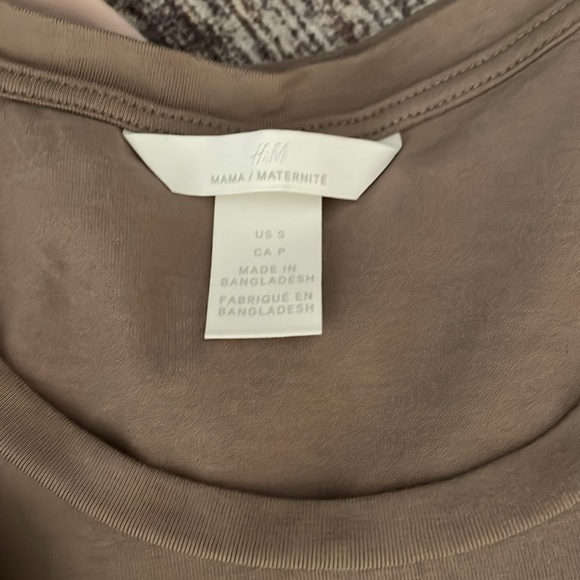 H&M
MAMA / MATERNITÉ
US S
CA P
MADE IN
BANGLADESH
FABRIQUÉ EN
BANGLADESH